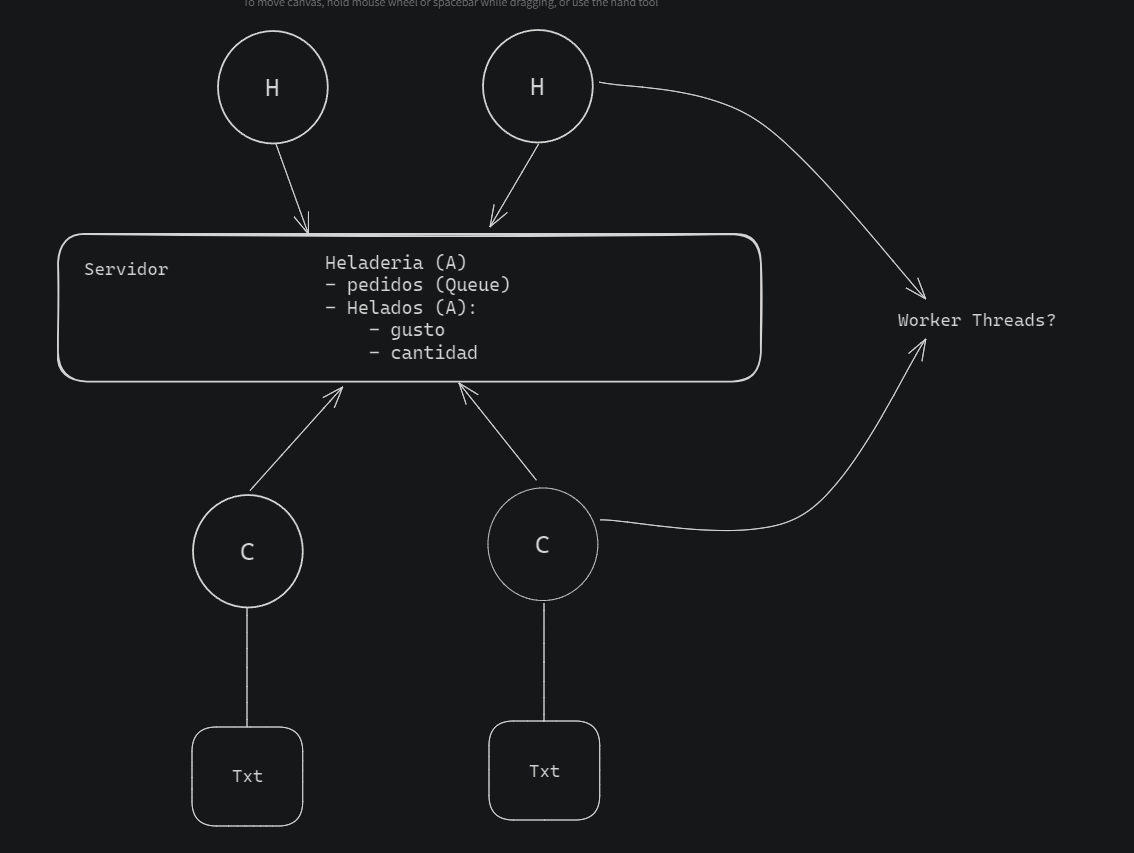 To move canvas, hold mouse wheel or spacebar while dragging, or use the hand tool
H
H
Servidor
Heladeria (A)
- pedidos (Queue)
- Helados (A):
- gusto
- cantidad
Worker Threads?
C
C
Txt
Txt